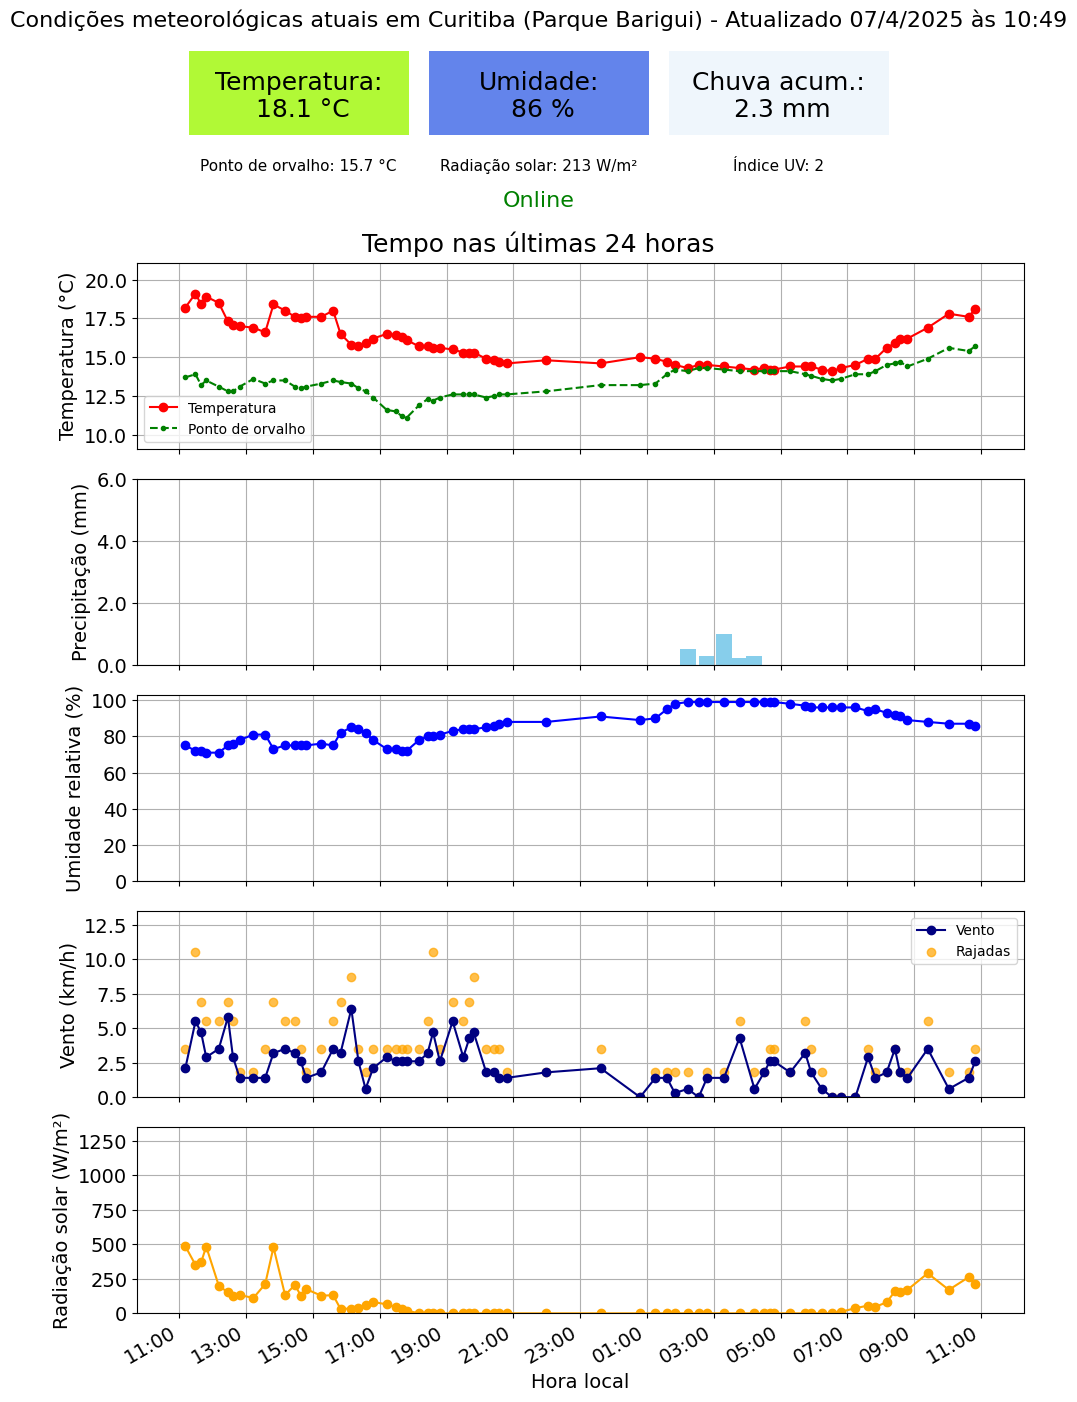 Condições meteorológicas atuais em Curitiba (Parque Barigui) - Atualizado 07/4/2025 às 10:49
Temperatura:
18.1 °C
Umidade:
86 %
Chuva acum.:
2.3 mm
Ponto de orvalho: 15.7 °C
Radiação solar: 213 W/m²
Índice UV: 2
Online
Tempo nas últimas 24 horas
Temperatura (°C)
20.0
17.5
15.0
12.5
10.0
Temperatura
Ponto de orvalho
Precipitação (mm)
6.0
4.0
2.0
0.0
Umidade relativa (%)
100
80
60
40
20
0
Vento (km/h)
12.5
10.0
7.5
5.0
2.5
0.0
Vento
Rajadas
Radiação solar (W/m²)
1250
1000
750
500
250
0
11:00
13:00
15:00
17:00
19:00
21:00
23:00
01:00
03:00
05:00
07:00
09:00
11:00
Hora local